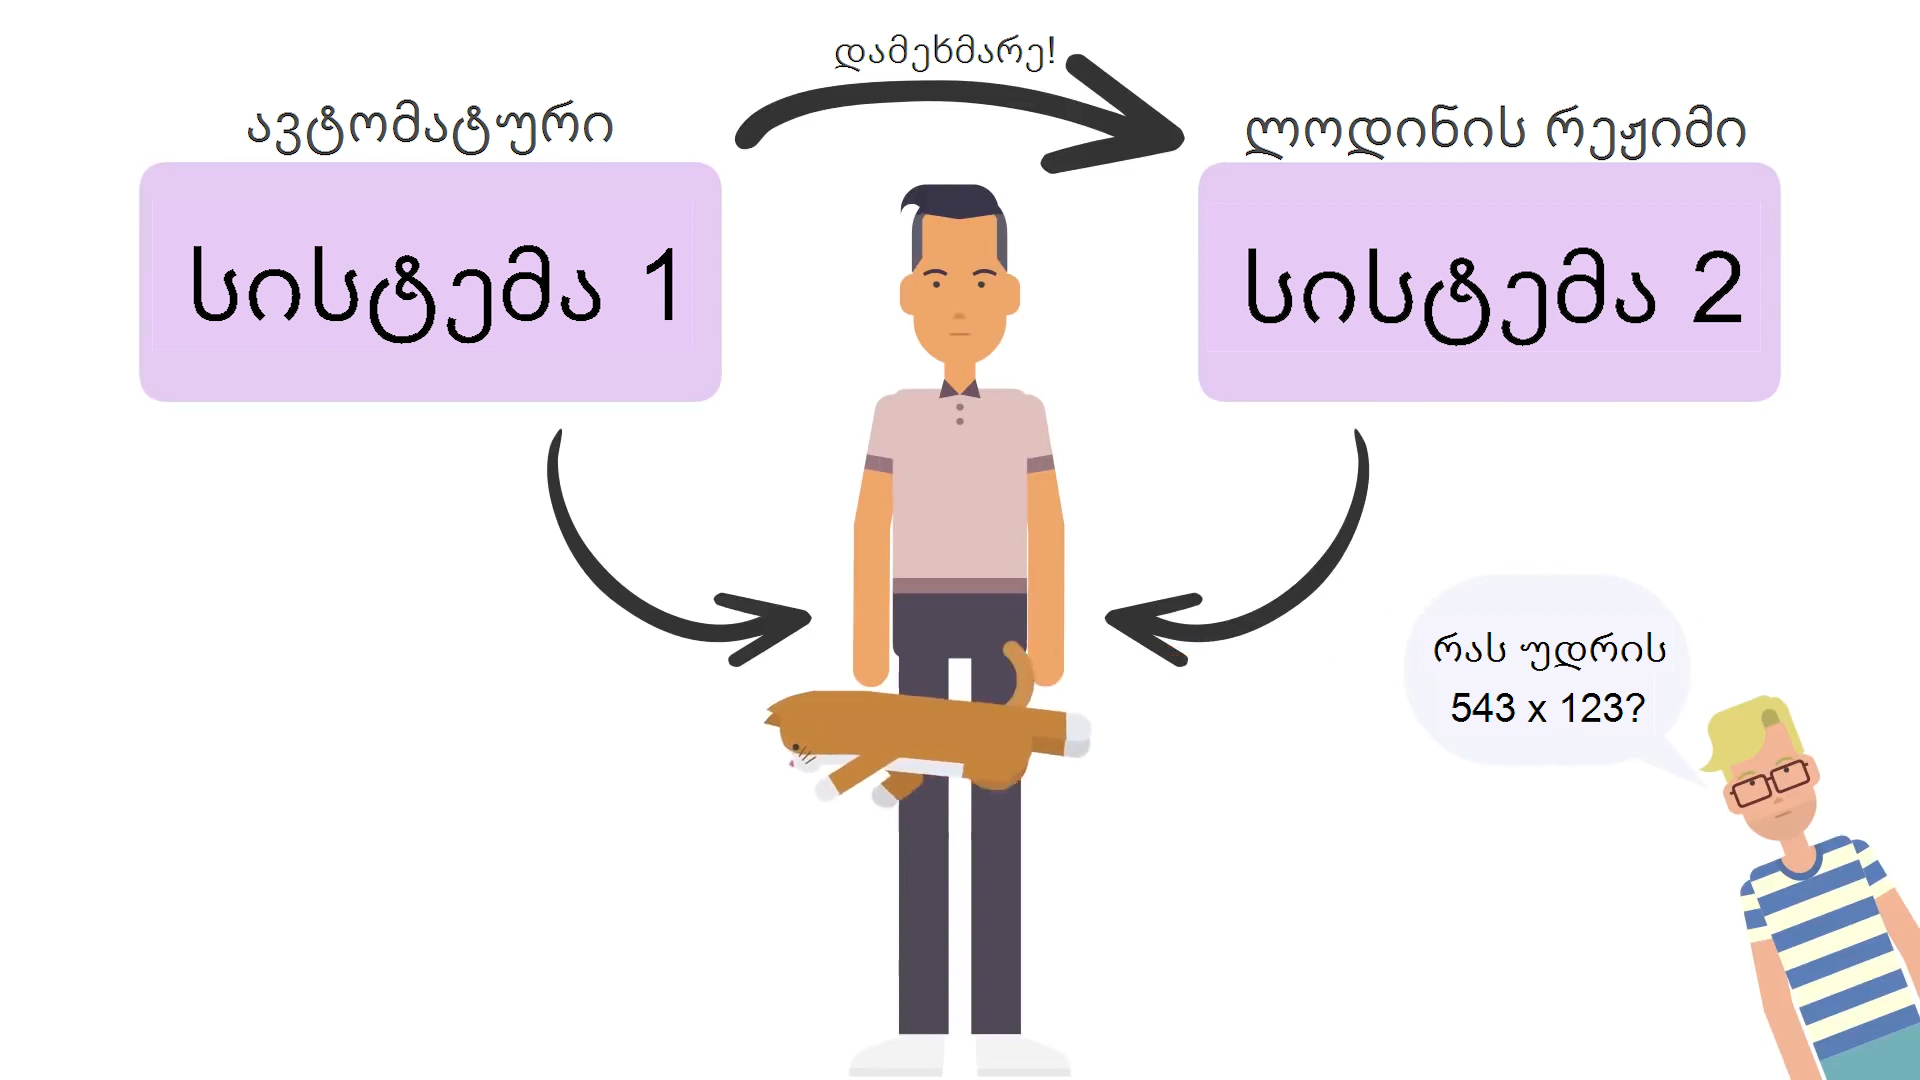 დამეხმარე!
ავტომატური
ლოდინის რეჟიმი
სისტემა 1
სისტემა 2
რას უდრის
543 x 123?